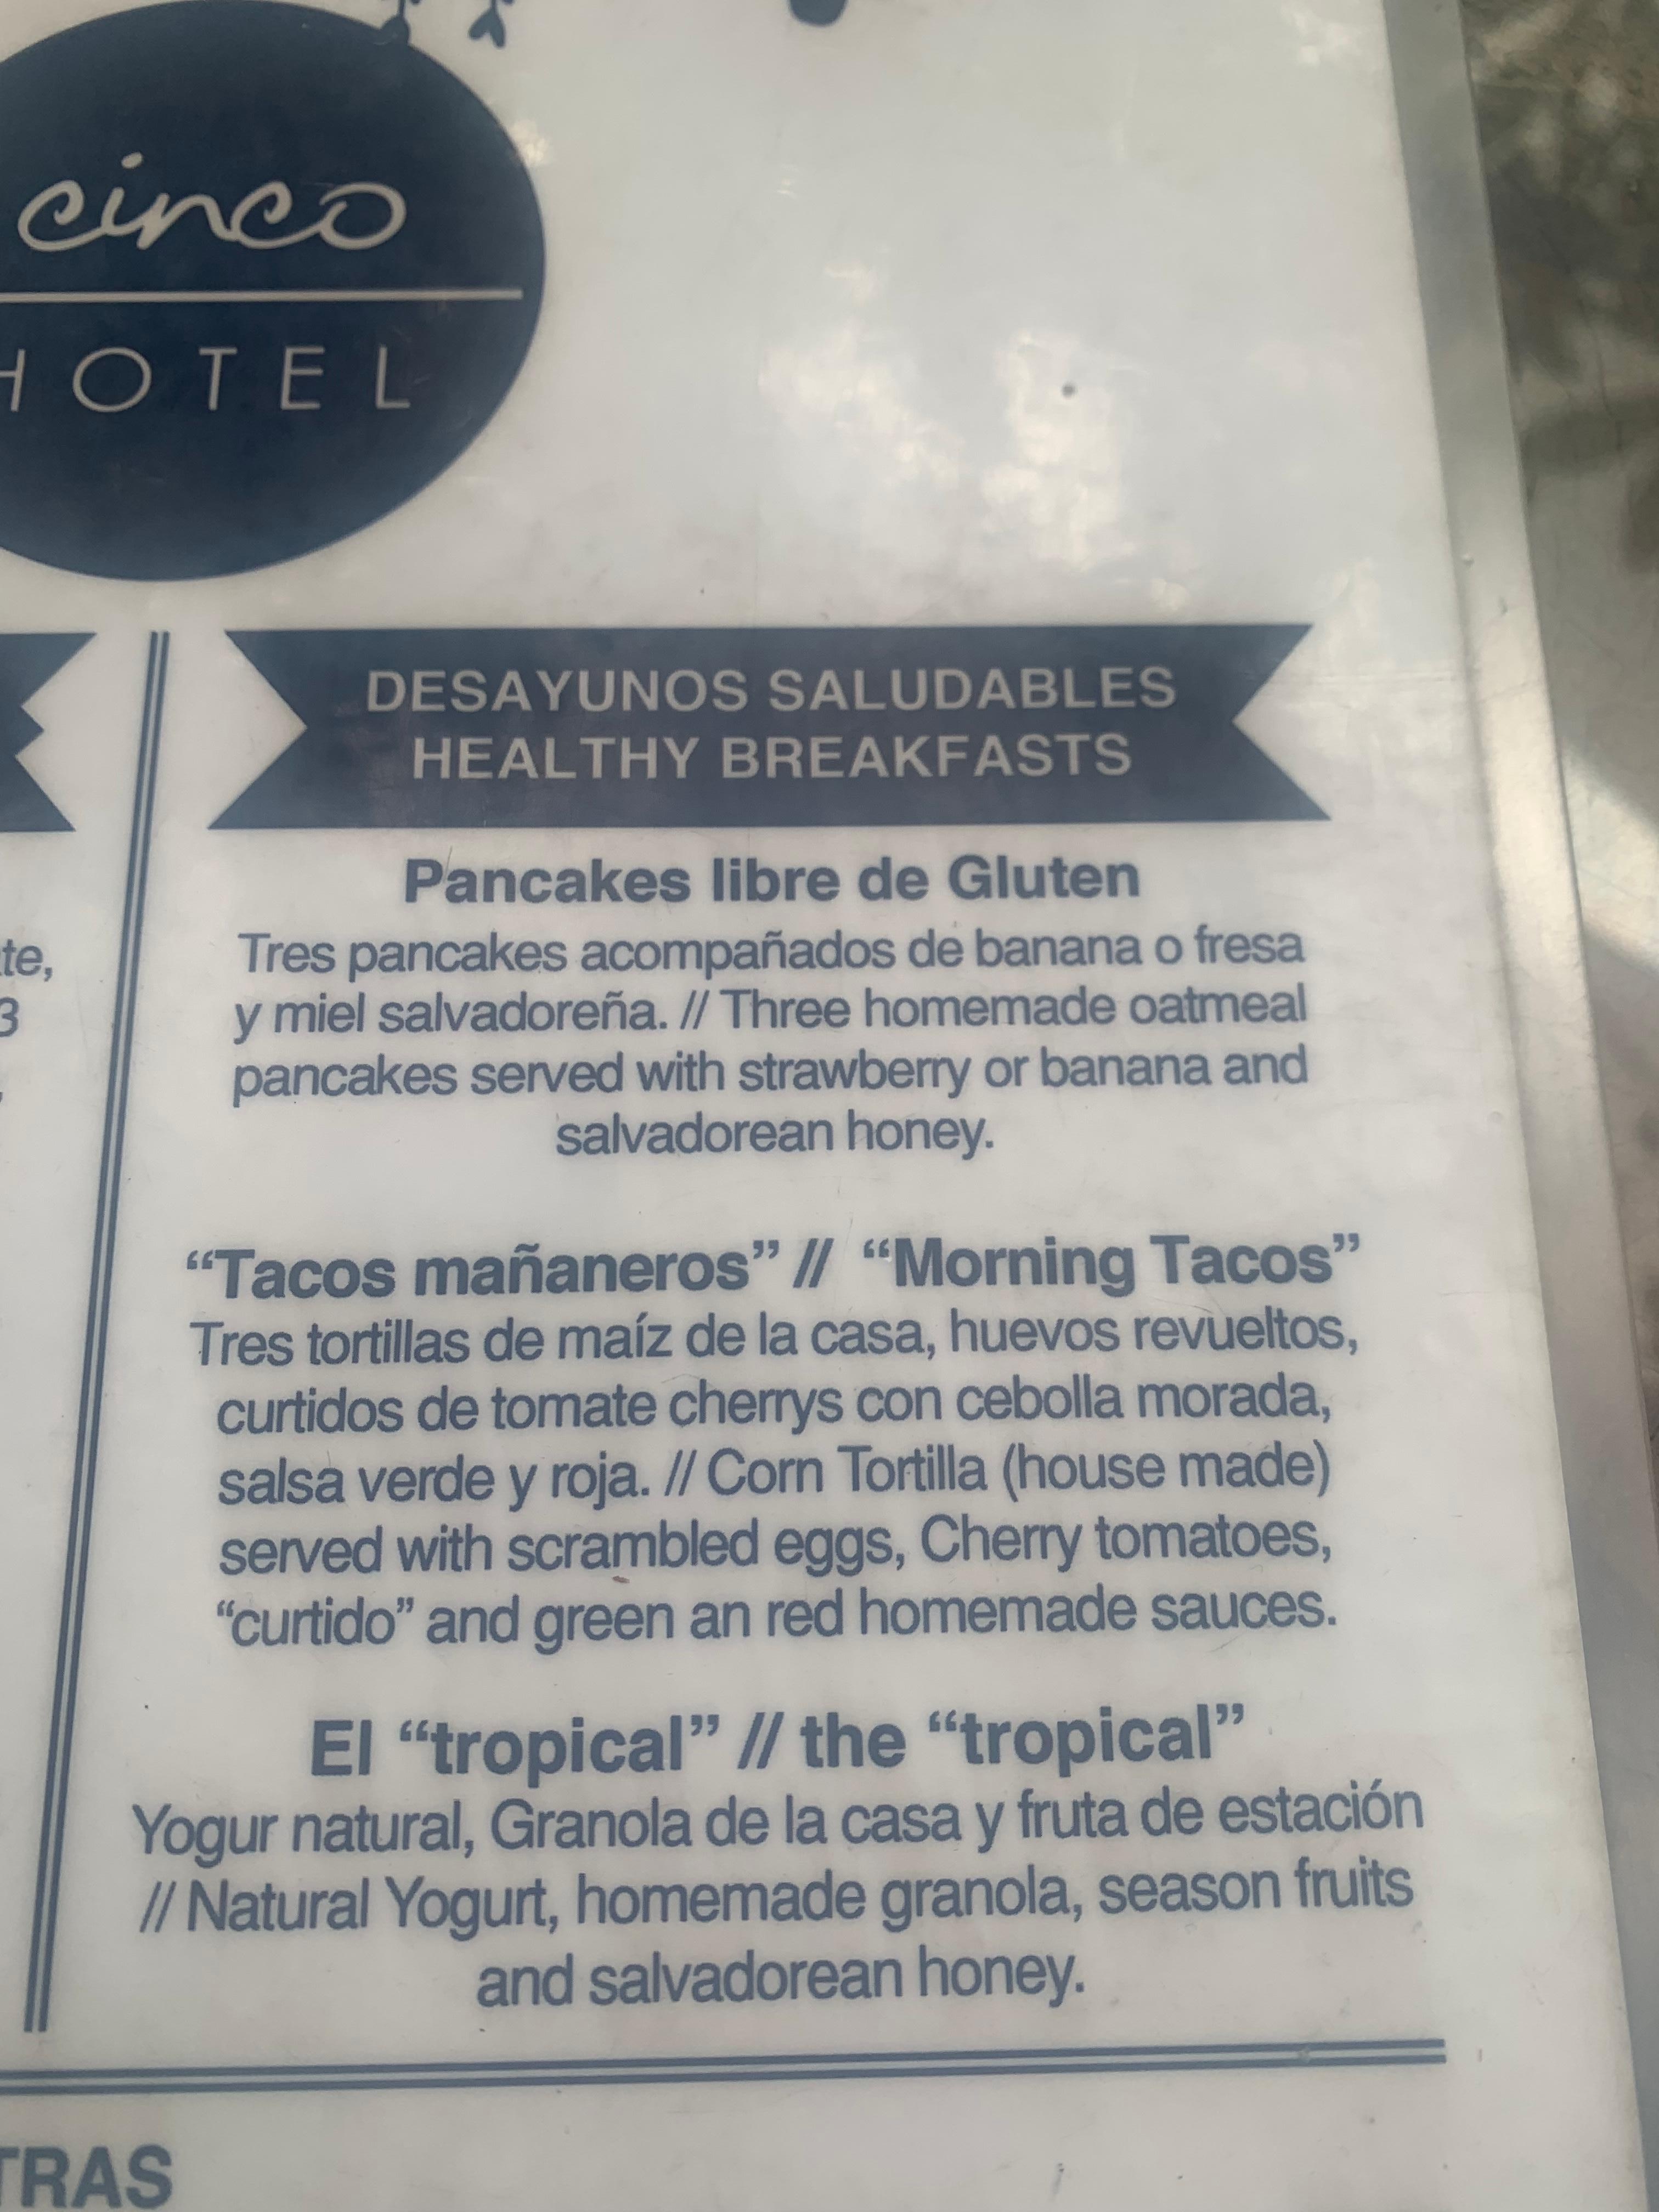 cinco
HOTEL
DESAYUNOS SALUDABLES
HEALTHY BREAKFASTS
Pancakes libre de Gluten
Tres pancakes acompañados de banana o fresa
y miel salvadoreña. // Three homemade oatmeal
pancakes served with strawberry or banana and
salvadorean honey.
“Tacos mañaneros” // “Morning Tacos”
Tres tortillas de maíz de la casa, huevos revueltos,
curtidos de tomate cherrys con cebolla morada,
salsa verde y roja. // Corn Tortilla (house made)
served with scrambled eggs, Cherry tomatoes,
“curtido” and green an red homemade sauces.
El “tropical” // the “tropical”
Yogur natural, Granola de la casa y fruta de estación
// Natural Yogurt, homemade granola, season fruits
and salvadorean honey.
te,
3
TRAS